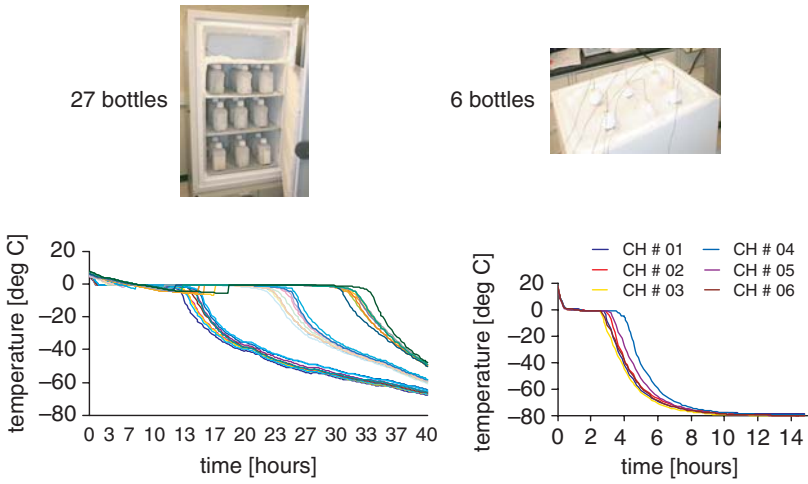 27 bottles
6 bottles
temperature [deg C]
20
0
−20
−40
−60
−80
0 3 7 10 13 17 20 23 27 30 33 37 40
time [hours]
temperature [deg C]
CH # 01 CH # 04
CH # 02 CH # 05
CH # 03 CH # 06
20
0
−20
−40
−60
−80
0 2 4 6 8 10 12 14
time [hours]